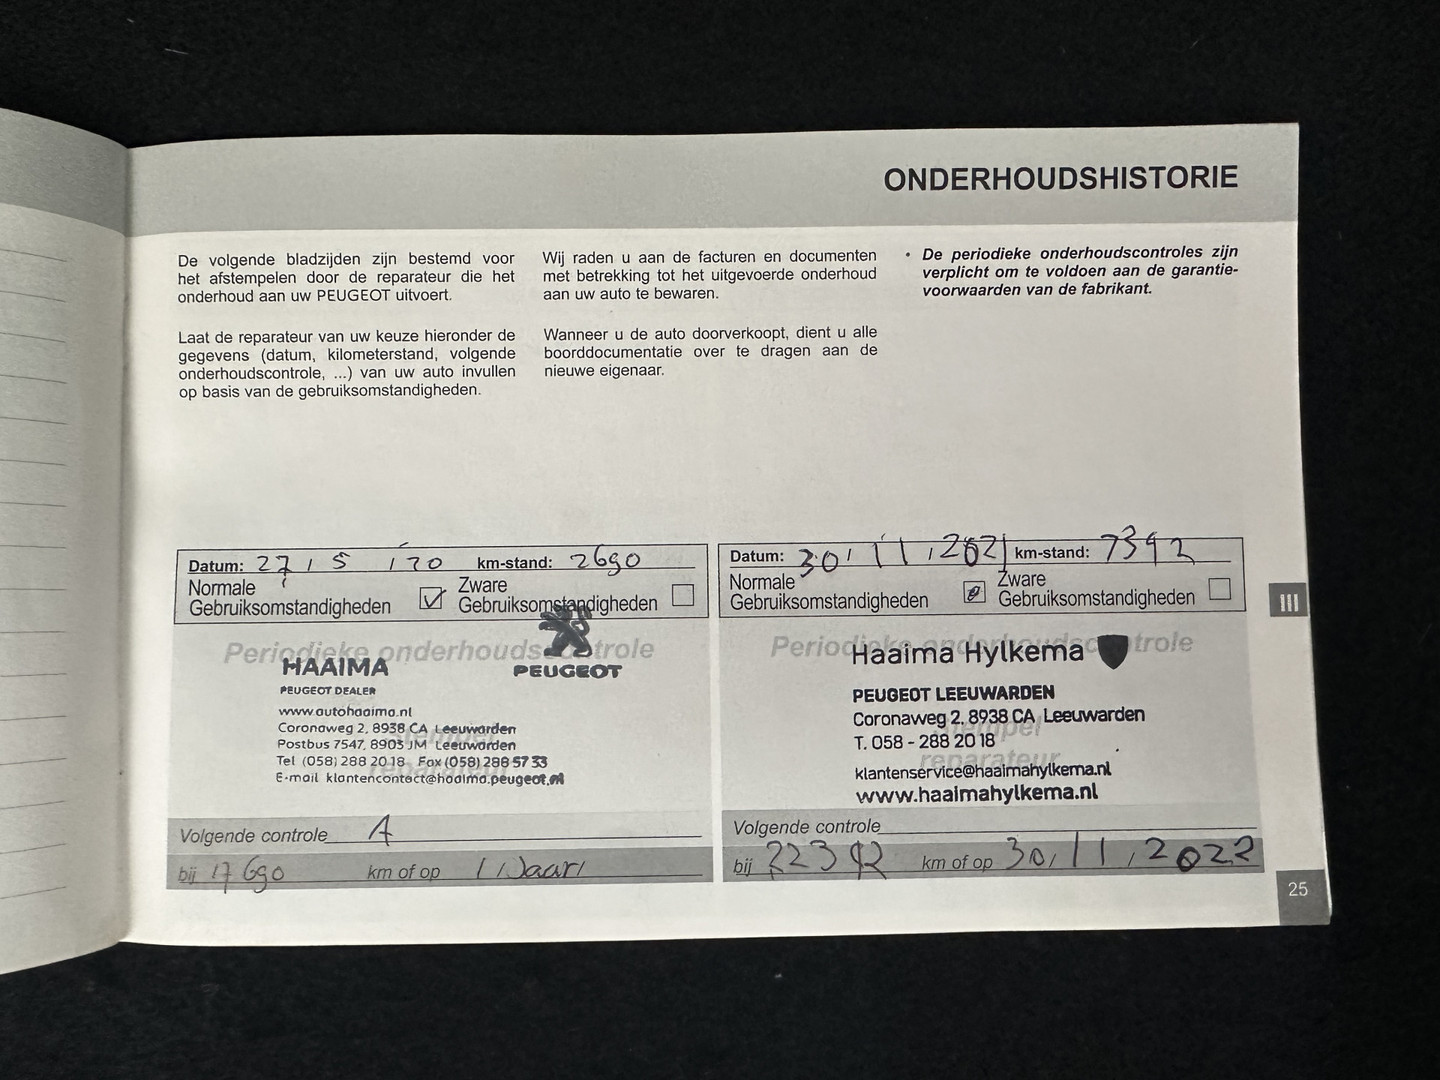 ONDERHOUDSHISTORIE
De volgende bladzijden zijn bestemd voor
het afstempelen door de reparateur die het
onderhoud aan uw PEUGEOT uitvoert.
Laat de reparateur van uw keuze hieronder de
gegevens (datum, kilometerstand, volgende
onderhoudscontrole, ...) van uw auto invullen
op basis van de gebruiksomstandigheden.
Wij raden u aan de facturen en documenten
met betrekking tot het uitgevoerde onderhoud
aan uw auto te bewaren.
Wanneer u de auto doorverkoopt, dient u alle
boorddocumentatie over te dragen aan de
nieuwe eigenaar.
• De periodieke onderhoudscontroles zijn
verplicht om te voldoen aan de garantie-
voorwaarden van de fabrikant.
Datum: 27 / 5 / 20 km-stand: 2690
Normale
Gebruiksomstandigheden
Zware
Gebruiksomstandigheden
Periodieke onderhoudscontrole
HAAIMA
PEUGEOT DEALER
PEUGEOT
www.autohaaima.nl
Coronaweg 2, 8938 CA Leeuwarden
stempel
Postbus 7547, 8903 JM Leeuwarden
Tel (058) 288 20 18 Fax (058) 288 57 33
reparateur
E-mail klantencontact@haaima.peugeot.nl
Volgende controle A
bij 17690 km of op 1 Jaar
Datum: 30 / 11 / 2021 km-stand: 7392
Normale
Gebruiksomstandigheden
Zware
Gebruiksomstandigheden
Periodieke onderhoudscontrole
Haaima Hylkema
PEUGEOT LEEUWARDEN
Coronaweg 2, 8938 CA Leeuwarden
stempel
T. 058 - 288 20 18
reparateur
klantenservice@haaimahylkema.nl
www.haaimahylkema.nl
Volgende controle
bij 22392 km of op 30 / 11 / 2022
III
25